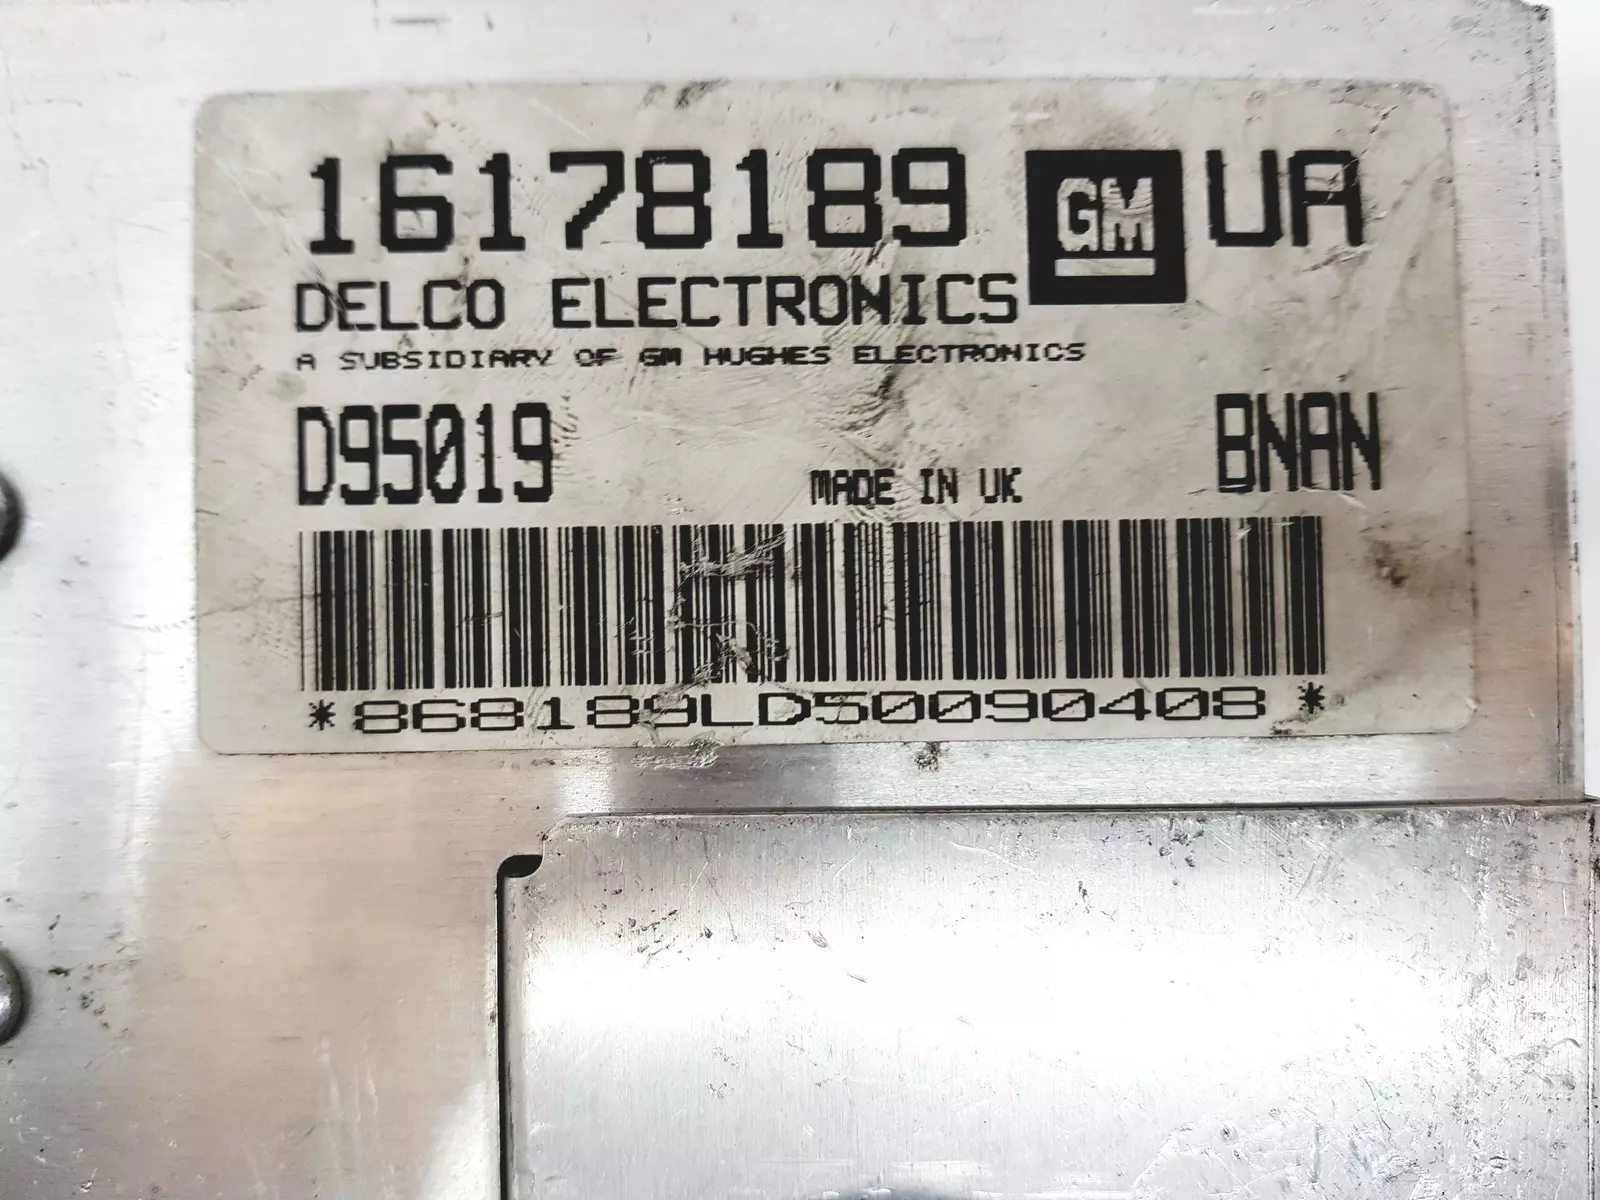 16178189 GM UA
DELCO ELECTRONICS
A SUBSIDIARY OF GM HUGHES ELECTRONICS
D95019 MADE IN UK BNAN
*868189LD50090408*